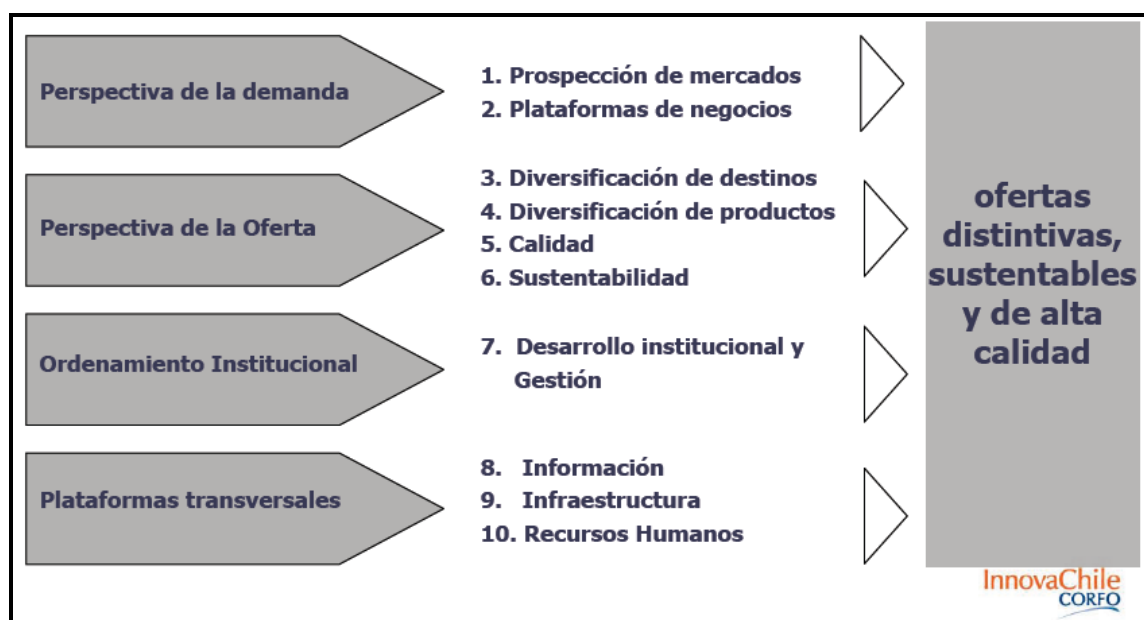 Perspectiva de la demanda
1. Prospección de mercados
2. Plataformas de negocios
Perspectiva de la Oferta
3. Diversificación de destinos
4. Diversificación de productos
5. Calidad
6. Sustentabilidad
Ordenamiento Institucional
7. Desarrollo institucional y
Gestión
Plataformas transversales
8. Información
9. Infraestructura
10. Recursos Humanos
ofertas
distintivas,
sustentables
y de alta
calidad
InnovaChile
CORFO